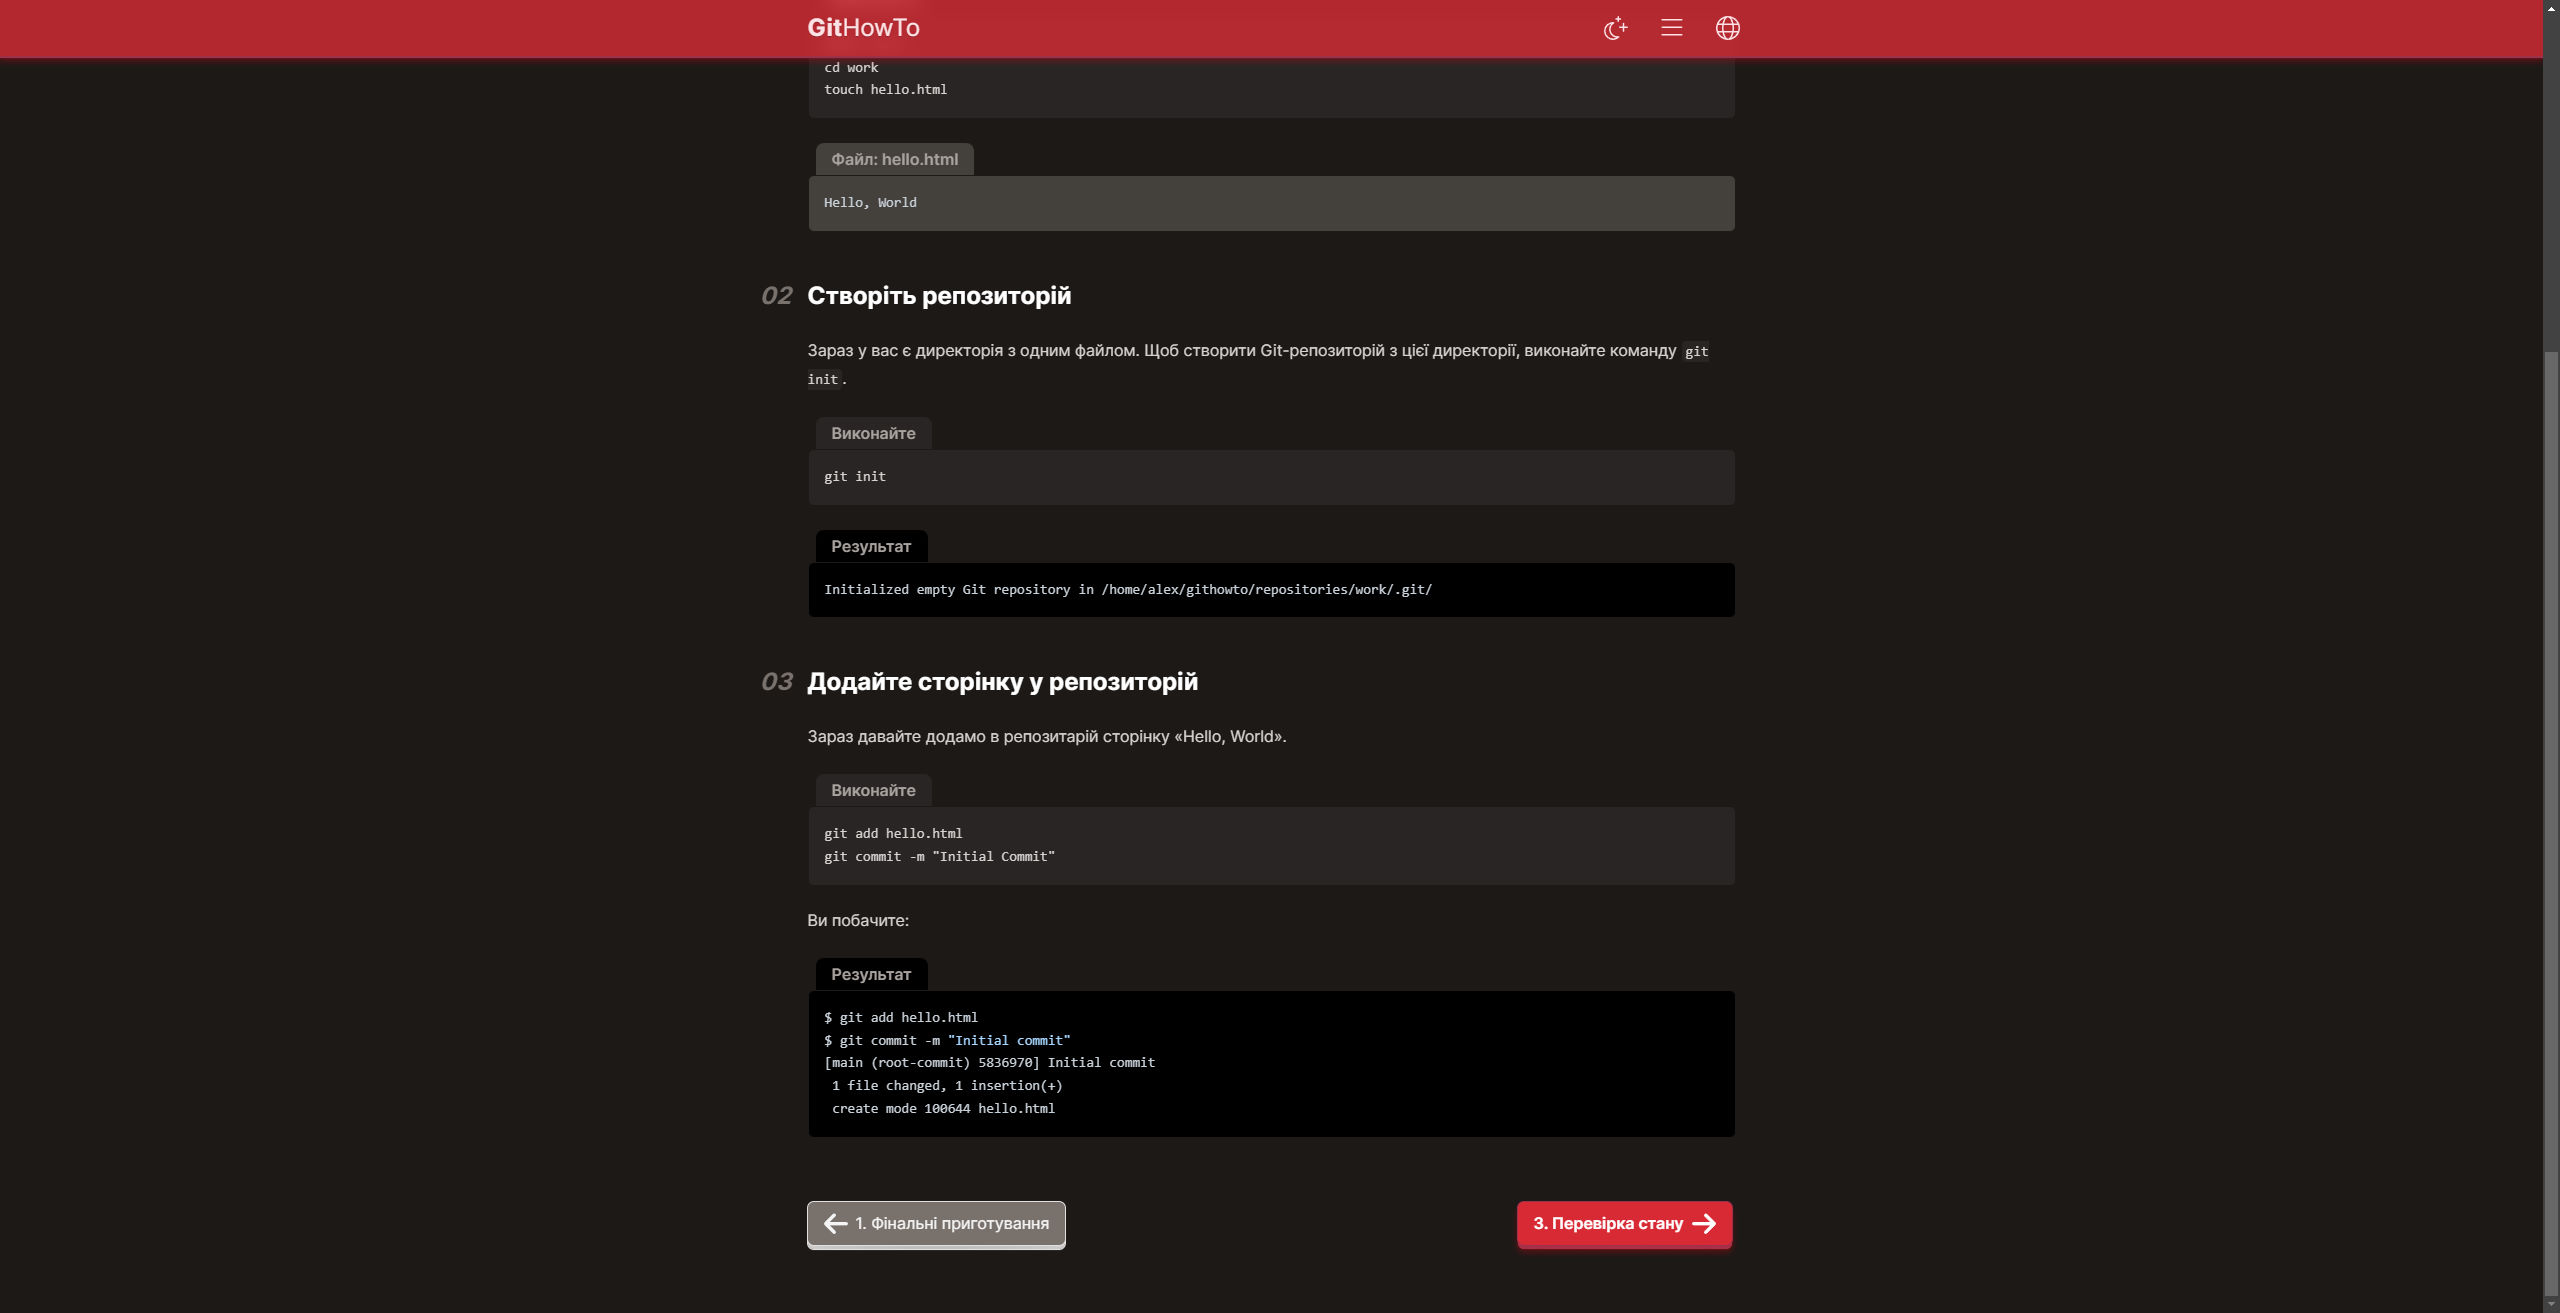 GitHowTo
cd work
touch hello.html
Файл: hello.html
Hello, World
02 Створіть репозиторій
Зараз у вас є директорія з одним файлом. Щоб створити Git-репозиторій з цієї директорії, виконайте команду git
init.
Виконайте
git init
Результат
Initialized empty Git repository in /home/alex/githowto/repositories/work/.git/
03 Додайте сторінку у репозиторій
Зараз давайте додамо в репозитарій сторінку «Hello, World».
Виконайте
git add hello.html
git commit -m "Initial Commit"
Ви побачите:
Результат
$ git add hello.html
$ git commit -m "Initial commit"
[main (root-commit) 5836970] Initial commit
 1 file changed, 1 insertion(+)
 create mode 100644 hello.html
1. Фінальні приготування
3. Перевірка стану